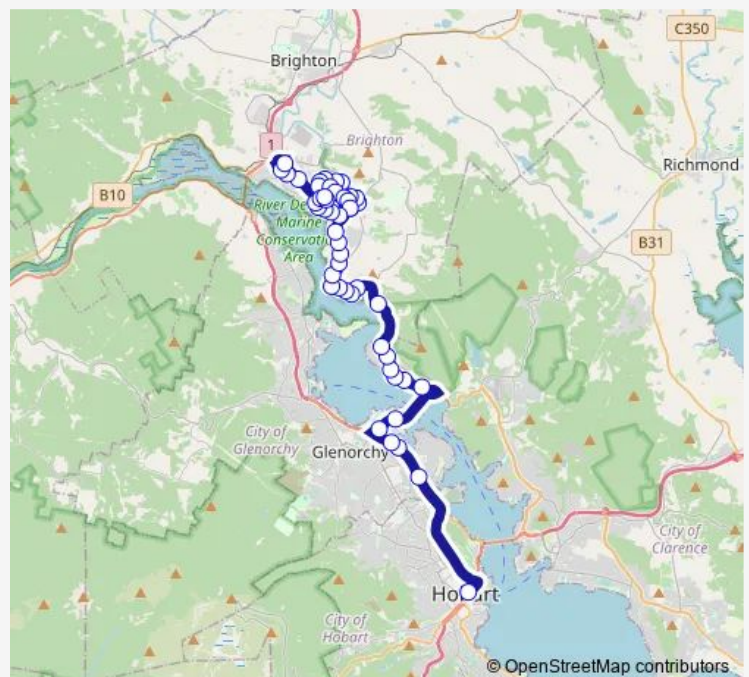 C350
Brighton
1
Brighton
Richmond
B10
River De
Marine
Conservati
Area
B31
City of
Glenorchy
Glenorchy
City of
Clarence
Hobart
City of
Hobart
© OpenStreetMap contributors